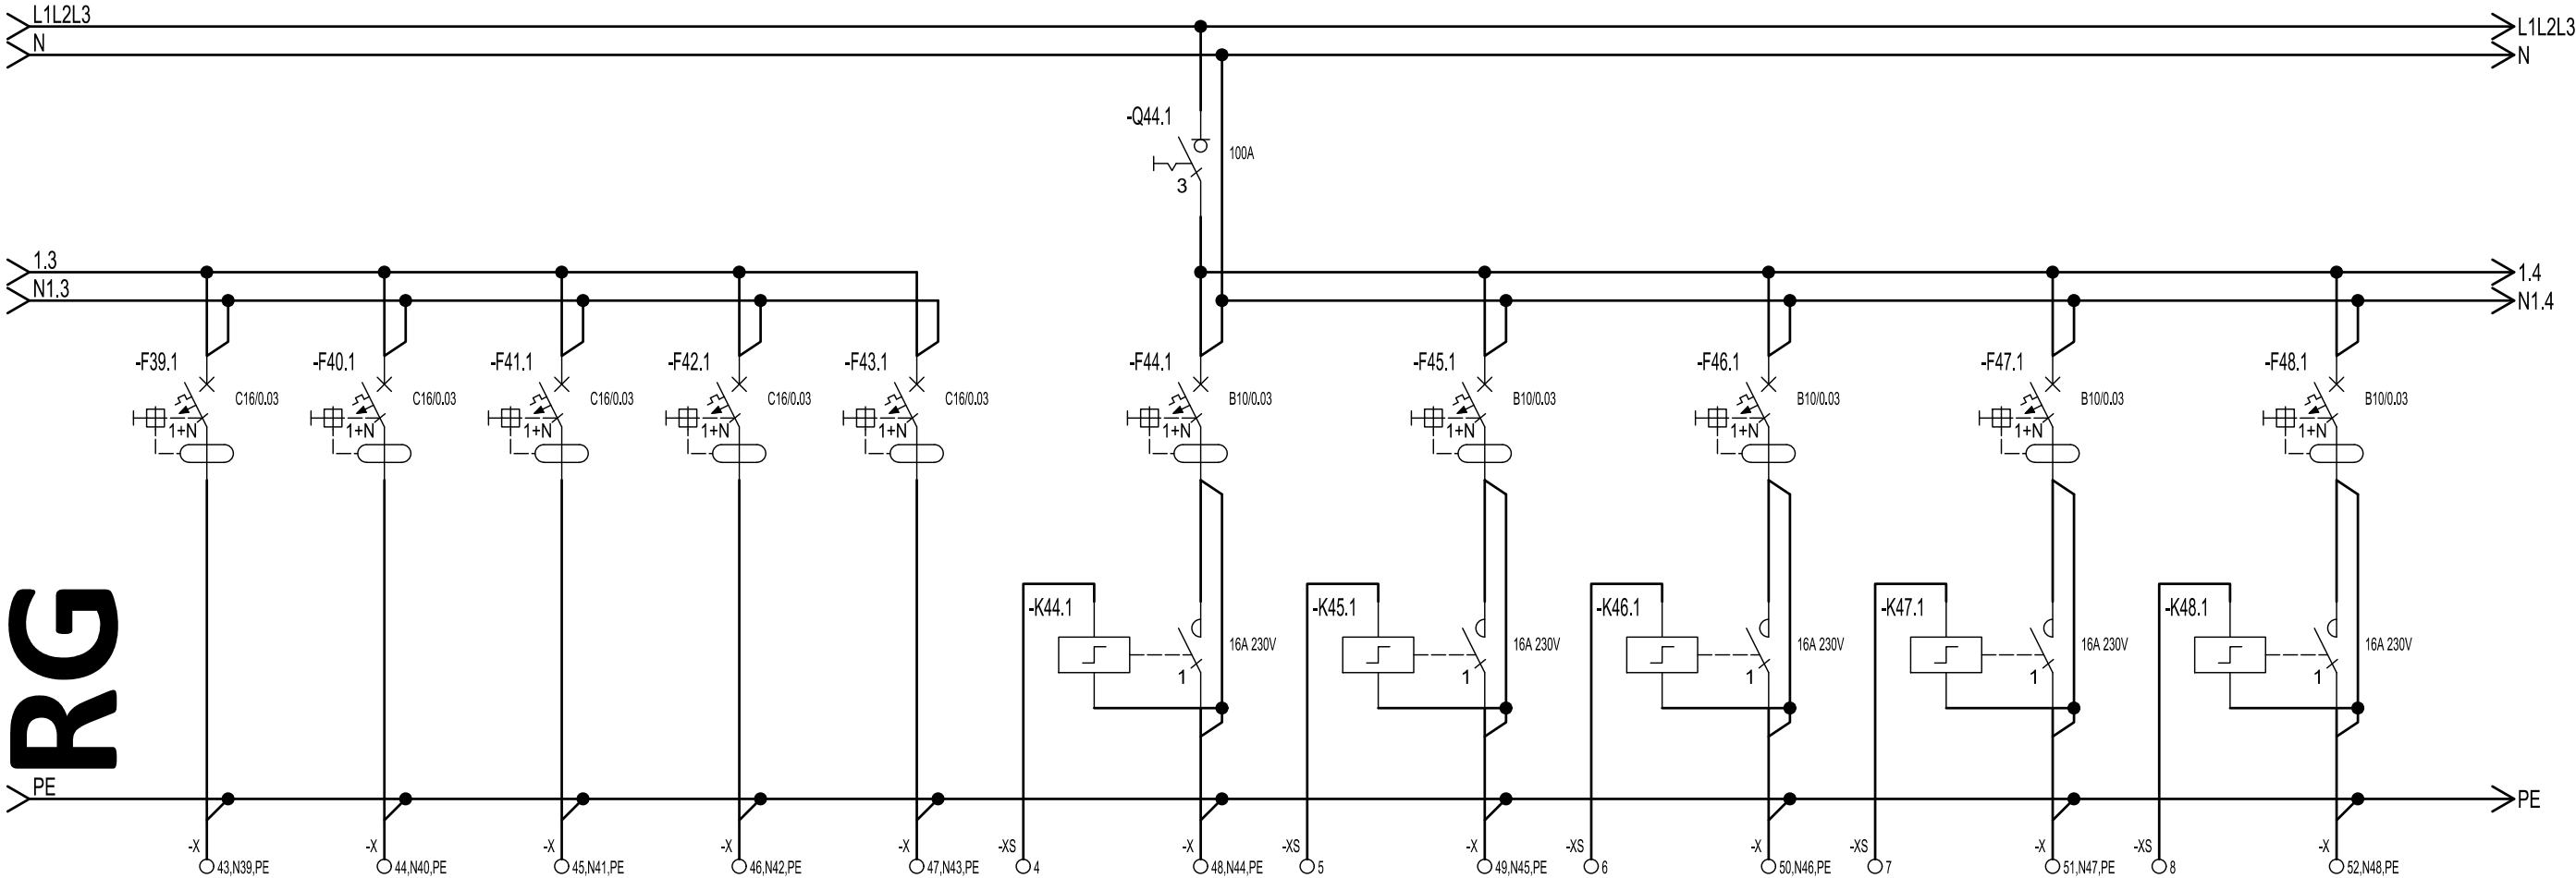 L1L2L3 L1L2L3
N N
-Q44.1
100A
3
1.3 1.4
N1.3 N1.4
-F39.1 -F40.1 -F41.1 -F42.1 -F43.1 -F44.1 -F45.1 -F46.1 -F47.1 -F48.1
C16/0.03 C16/0.03 C16/0.03 C16/0.03 C16/0.03 B10/0.03 B10/0.03 B10/0.03 B10/0.03 B10/0.03
1+N 1+N 1+N 1+N 1+N 1+N 1+N 1+N 1+N 1+N
RG
-K44.1 -K45.1 -K46.1 -K47.1 -K48.1
16A 230V 16A 230V 16A 230V 16A 230V 16A 230V
1 1 1 1 1
PE PE
-X -X -X -X -X -XS -X -XS -X -XS -X -XS -X -XS -X
43,N39,PE 44,N40,PE 45,N41,PE 46,N42,PE 47,N43,PE 4 48,N44,PE 5 49,N45,PE 6 50,N46,PE 7 51,N47,PE 8 52,N48,PE